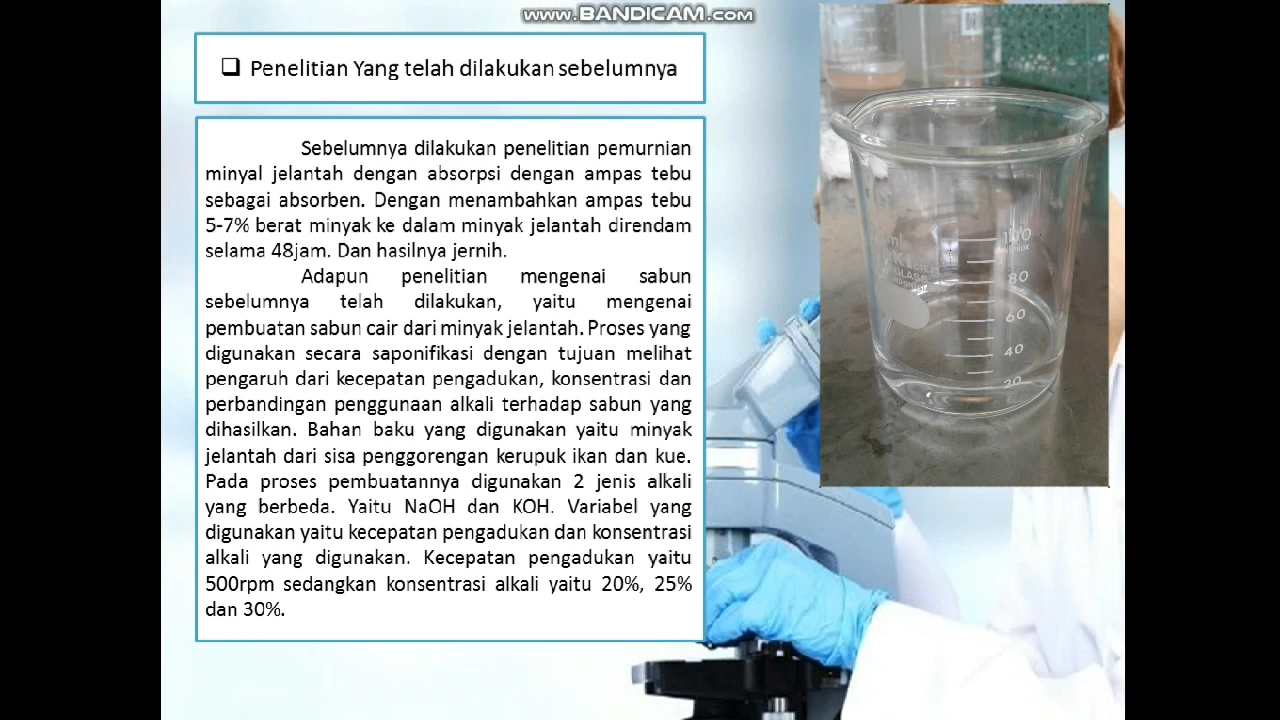 www.BANDICAM.com
Penelitian Yang telah dilakukan sebelumnya
Sebelumnya dilakukan penelitian pemurnian
minyal jelantah dengan absorpsi dengan ampas tebu
sebagai absorben. Dengan menambahkan ampas tebu
5-7% berat minyak ke dalam minyak jelantah direndam
selama 48jam. Dan hasilnya jernih.
Adapun penelitian mengenai sabun
sebelumnya telah dilakukan, yaitu mengenai
pembuatan sabun cair dari minyak jelantah. Proses yang
digunakan secara saponifikasi dengan tujuan melihat
pengaruh dari kecepatan pengadukan, konsentrasi dan
perbandingan penggunaan alkali terhadap sabun yang
dihasilkan. Bahan baku yang digunakan yaitu minyak
jelantah dari sisa penggorengan kerupuk ikan dan kue.
Pada proses pembuatannya digunakan 2 jenis alkali
yang berbeda. Yaitu NaOH dan KOH. Variabel yang
digunakan yaitu kecepatan pengadukan dan konsentrasi
alkali yang digunakan. Kecepatan pengadukan yaitu
500rpm sedangkan konsentrasi alkali yaitu 20%, 25%
dan 30%.
ml 100
80
GLASS
60
40
20